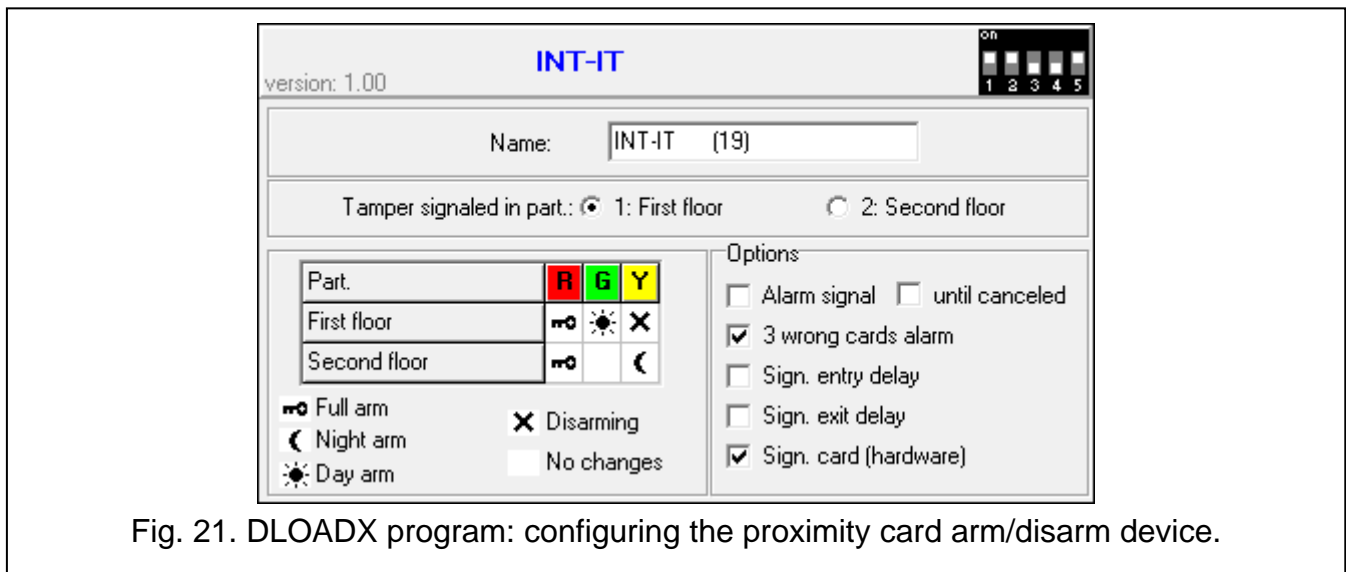 on
INT-IT
version: 1.00
1 2 3 4 5
Name: INT-IT (19)
Tamper signaled in part.: 1: First floor 2: Second floor
Part. R G Y
First floor
Second floor
Full arm
Night arm
Day arm
Disarming
No changes
Options
Alarm signal until canceled
3 wrong cards alarm
Sign. entry delay
Sign. exit delay
Sign. card (hardware)
Fig. 21. DLOADX program: configuring the proximity card arm/disarm device.